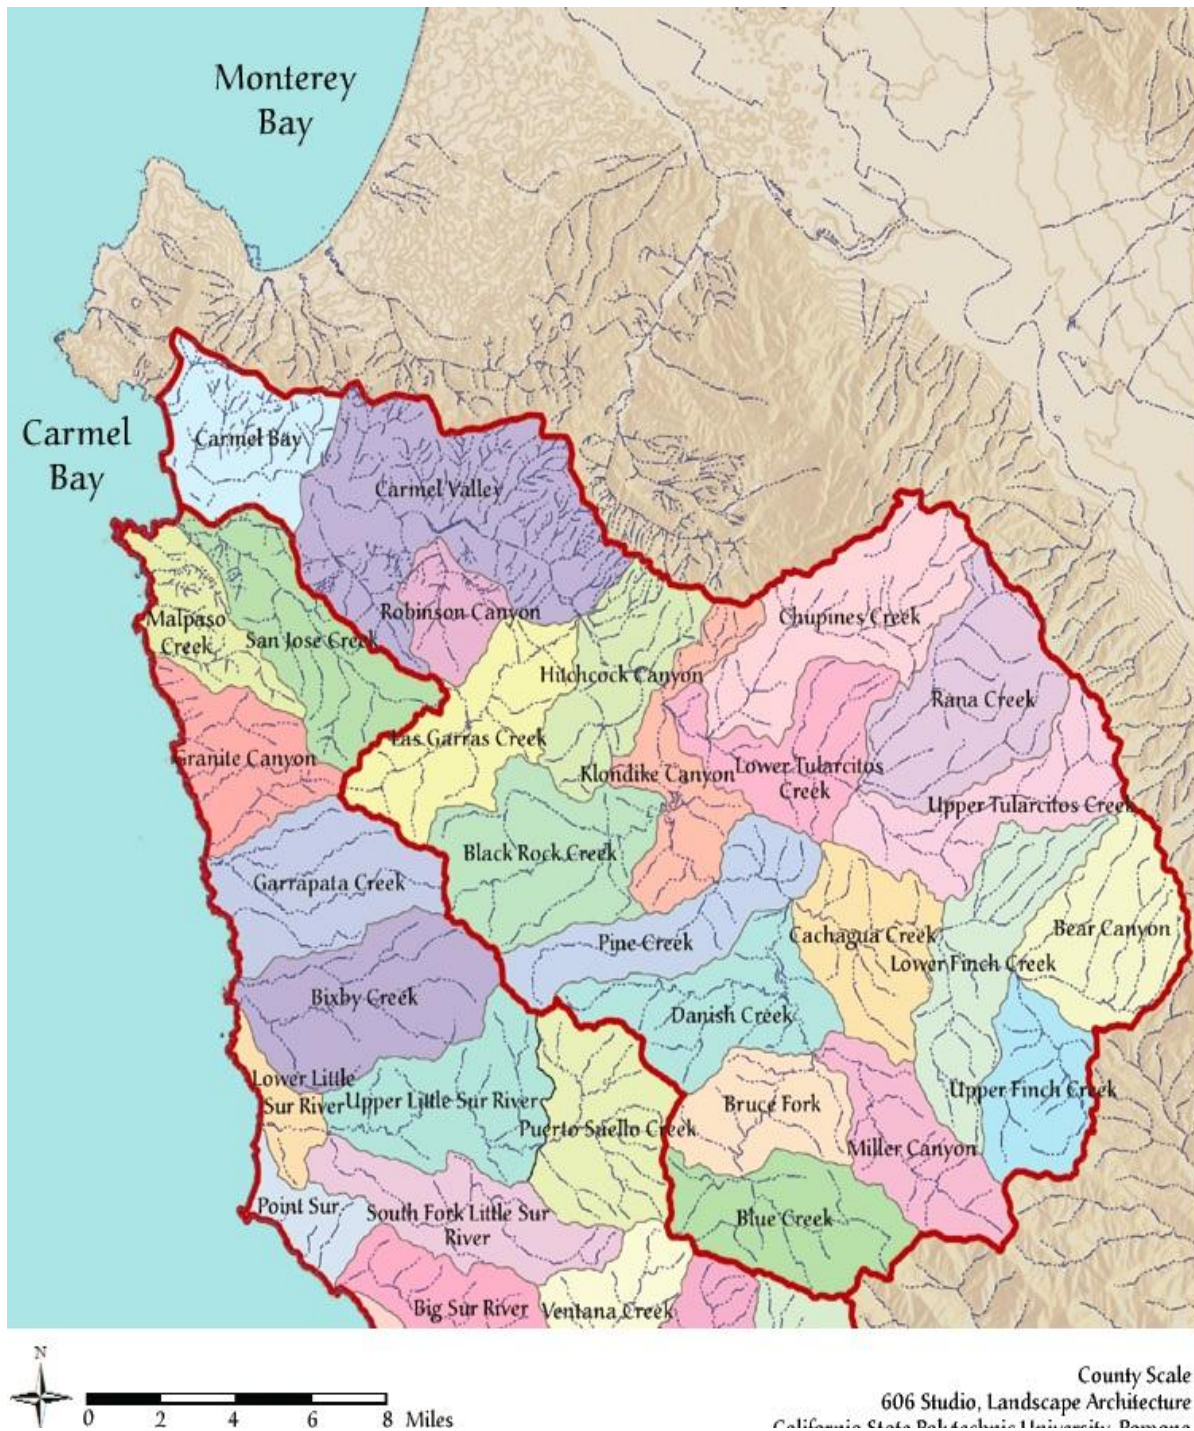 Monterey
Bay
Carmel
Bay
Carmel Bay
Carmel Valley
Robinson Canyon
Malpaso
Creek
San Jose Creek
Chupines Creek
Hitchcock Canyon
Rana Creek
Las Garras Creek
Granite Canyon
Klondike Canyon
Lower Tularcitos
Creek
Upper Tularcitos Creek
Black Rock Creek
Garrapata Creek
Pine Creek
Cachagua Creek
Bear Canyon
Lower Finch Creek
Bixby Creek
Danish Creek
Lower Little
Sur River
Upper Little Sur River
Bruce Fork
Upper Finch Creek
Puerto Suello Creek
Miller Canyon
Point Sur
South Fork Little Sur
River
Blue Creek
Big Sur River
Ventana Creek
N
0 2 4 6 8 Miles
County Scale
606 Studio, Landscape Architecture
California State Polytechnic University, Pomona